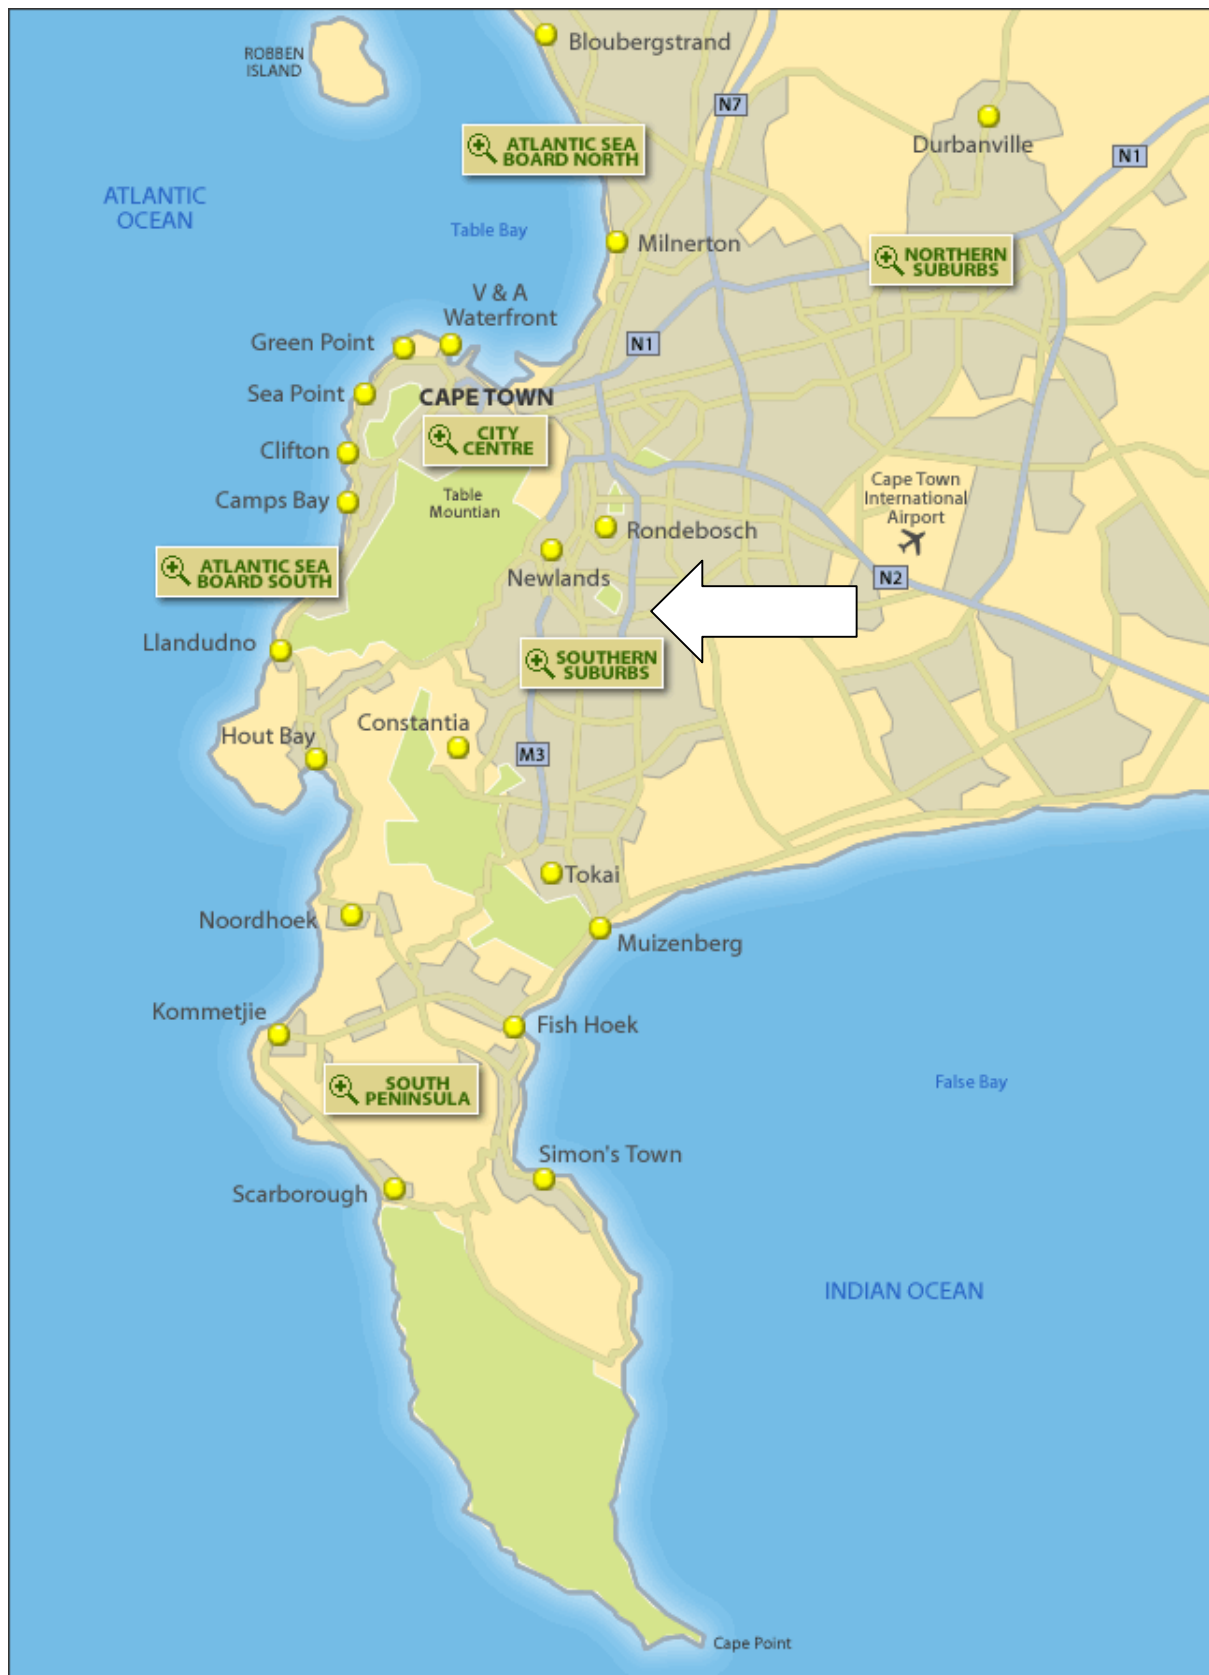 Bloubergstrand
ROBBEN
ISLAND
N7
Durbanville
ATLANTIC SEA
BOARD NORTH
N1
ATLANTIC
OCEAN
Table Bay
Milnerton
NORTHERN
SUBURBS
V & A
Waterfront
Green Point
N1
Sea Point
CAPE TOWN
CITY
CENTRE
Clifton
Camps Bay
Table
Mountian
Cape Town
International
Airport
Rondebosch
ATLANTIC SEA
BOARD SOUTH
Newlands
N2
Llandudno
SOUTHERN
SUBURBS
Constantia
Hout Bay
M3
Tokai
Noordhoek
Muizenberg
Kommetjie
Fish Hoek
SOUTH
PENINSULA
False Bay
Simon's Town
Scarborough
INDIAN OCEAN
Cape Point